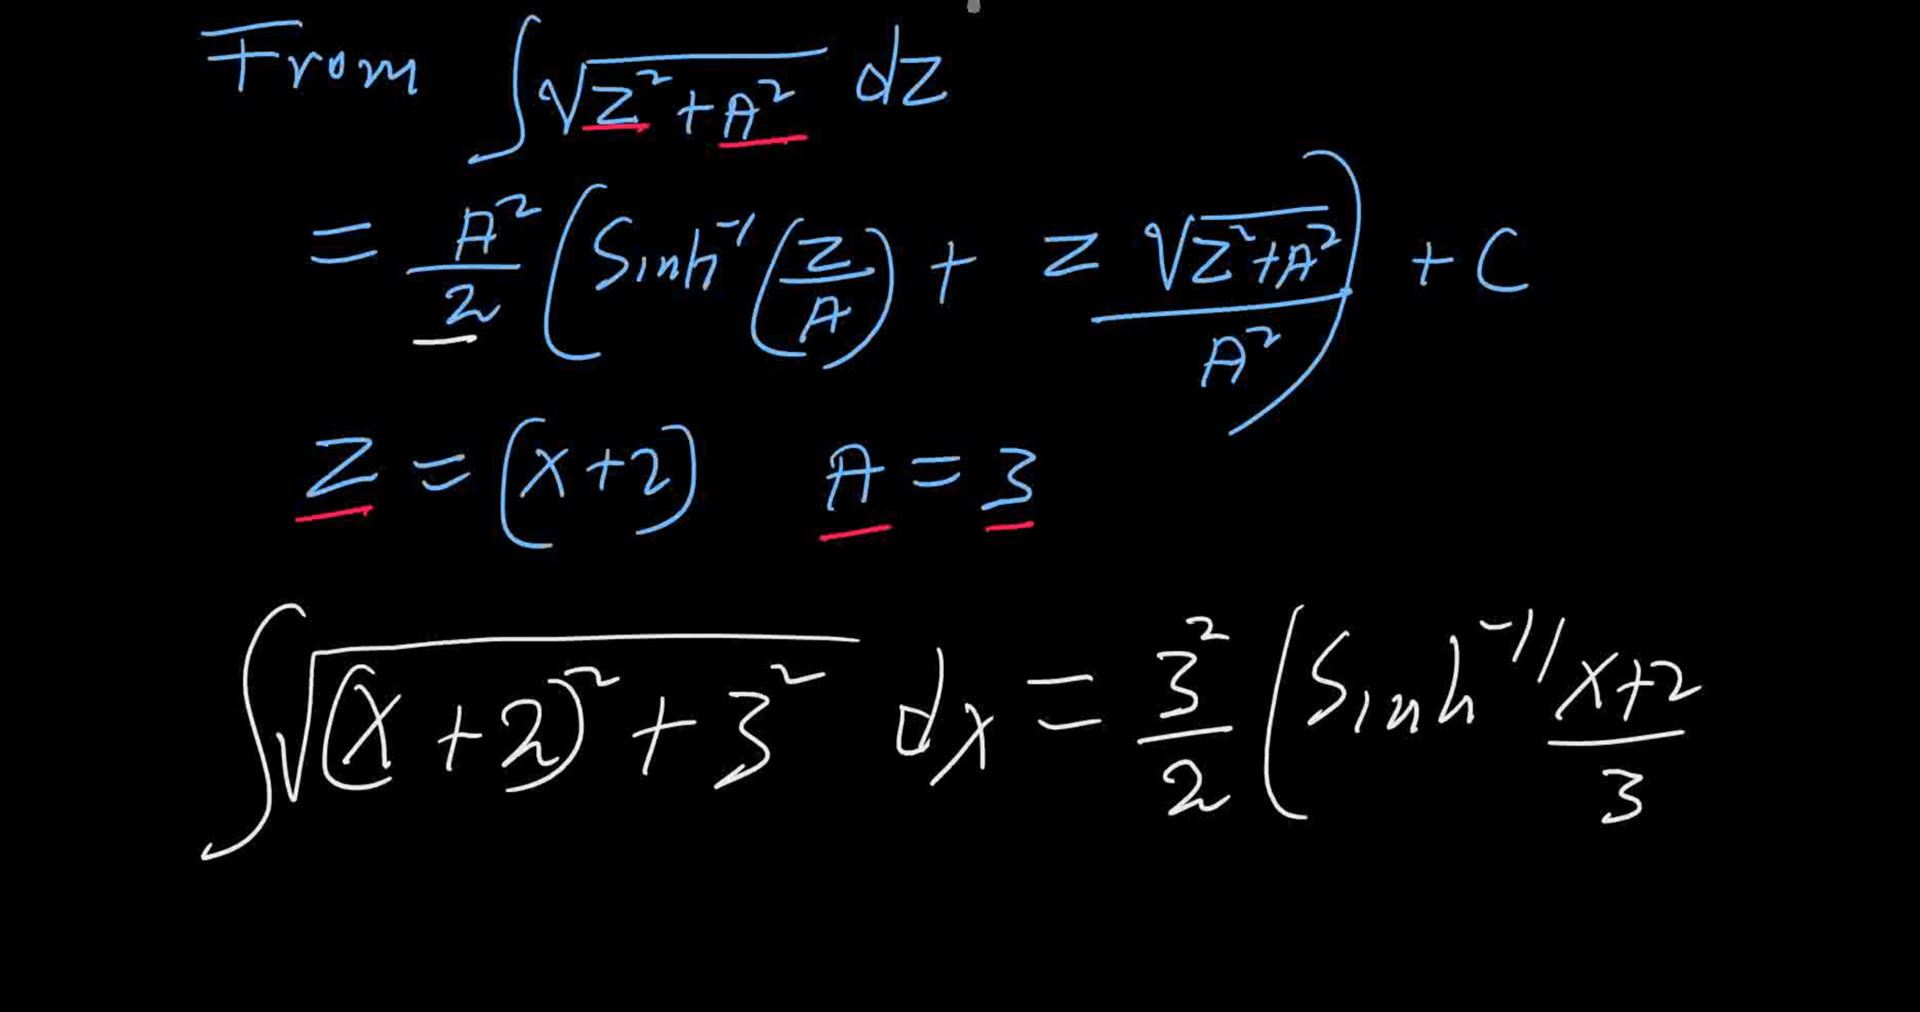 From ∫√(Z² + A²) dz
= A²/2 (Sinh⁻¹(Z/A) + Z √(Z² + A²)/A²) + C
Z = (x+2) A = 3
∫√((x + 2)² + 3²) dx = 3²/2 (Sinh⁻¹(x+2/3